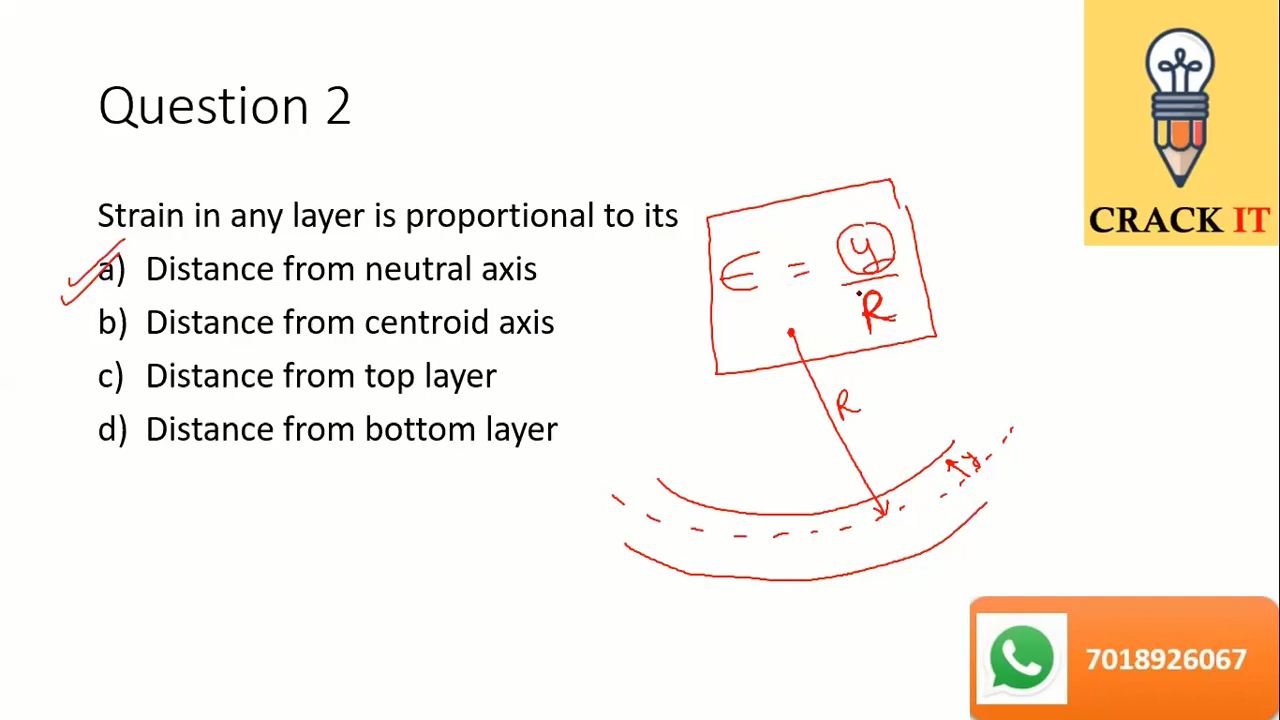 Question 2
Strain in any layer is proportional to its
a) Distance from neutral axis
b) Distance from centroid axis
c) Distance from top layer
d) Distance from bottom layer
ϵ = y/R
R
y
CRACK IT
7018926067